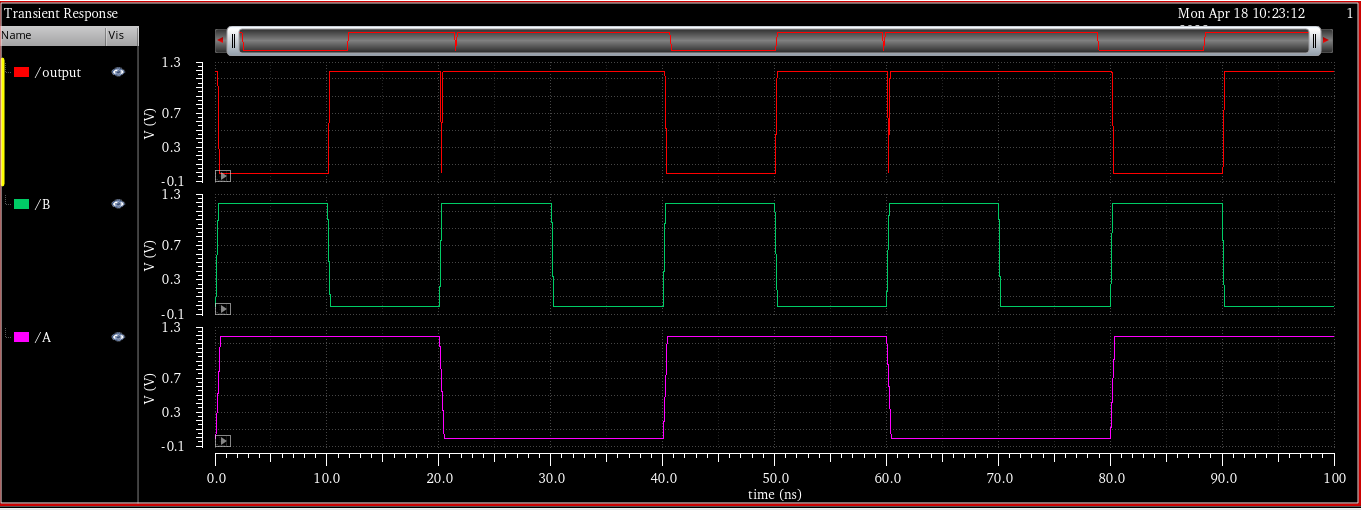 Transient Response
Mon Apr 18 10:23:12
1
Name
Vis
/output
/B
/A
1.3
0.7
0.3
-0.1
V (V)
1.3
0.7
0.3
-0.1
V (V)
1.3
0.7
0.3
-0.1
V (V)
0.0 10.0 20.0 30.0 40.0 50.0 60.0 70.0 80.0 90.0 100
time (ns)